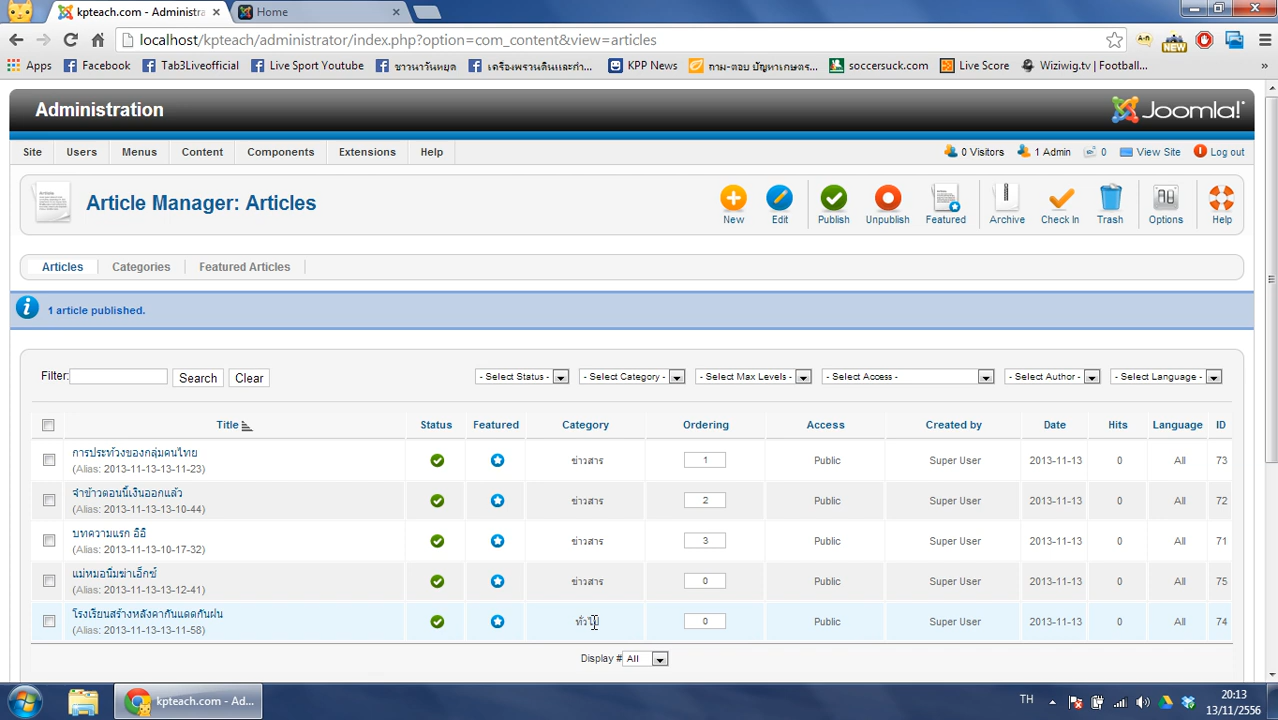 kpteach.com - Administra
Home
localhost/kpteach/administrator/index.php?option=com_content&view=articles
NEW
Apps Facebook Tab3Liveofficial Live Sport Youtube ชาวนาวันหยุด เครื่องพรวนดินและกำ... KPP News ถาม-ตอบ ปัญหาเกษตร... soccersuck.com Live Score Wiziwig.tv | Football... »
Administration
Joomla!
Site Users Menus Content Components Extensions Help 0 Visitors 1 Admin 0 View Site Log out
Article Manager: Articles
New Edit Publish Unpublish Featured Archive Check In Trash Options Help
Articles Categories Featured Articles
1 article published.
Filter: Search Clear - Select Status - - Select Category - - Select Max Levels - - Select Access - - Select Author - - Select Language -
Title Status Featured Category Ordering Access Created by Date Hits Language ID
การประท้วงของกลุ่มคนไทย
(Alias: 2013-11-13-13-11-23) ข่าวสาร 1 Public Super User 2013-11-13 0 All 73
จำข้าวตอนนี้เงินออกแล้ว
(Alias: 2013-11-13-13-10-44) ข่าวสาร 2 Public Super User 2013-11-13 0 All 72
บทความแรก อิอิ
(Alias: 2013-11-13-10-17-32) ข่าวสาร 3 Public Super User 2013-11-13 0 All 71
แม่หมอนิ่มฆ่าเอ็กซ์
(Alias: 2013-11-13-13-12-41) ข่าวสาร 0 Public Super User 2013-11-13 0 All 75
โรงเรียนสร้างหลังคากันแดดกันฝน
(Alias: 2013-11-13-13-11-58) ทั่วไป 0 Public Super User 2013-11-13 0 All 74
Display # All
kpteach.com - Ad...
TH
20:13
13/11/2556